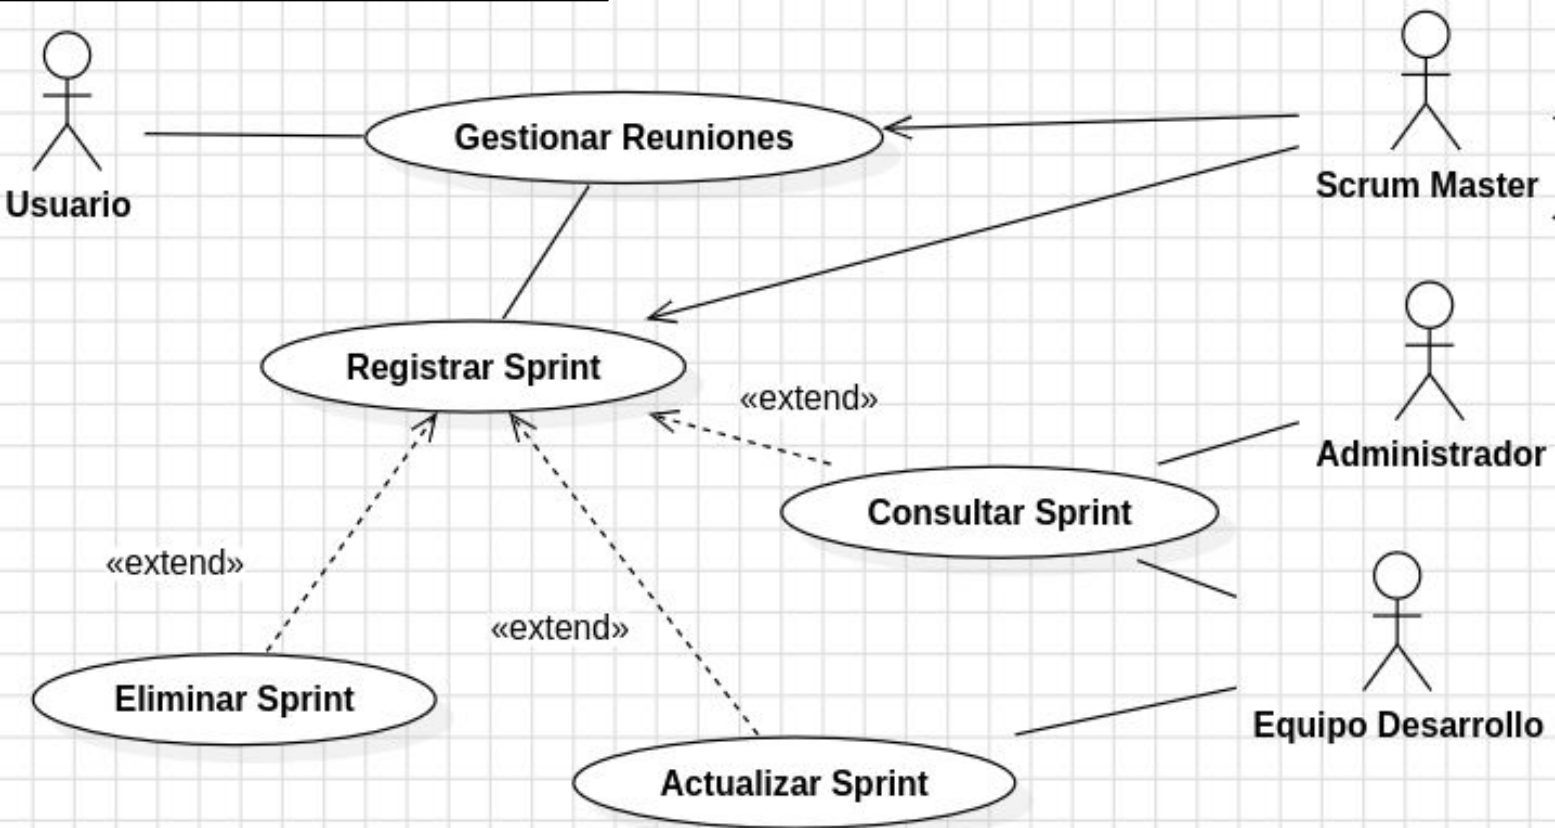 Gestionar Reuniones
Usuario
Scrum Master
Registrar Sprint
«extend»
Administrador
Consultar Sprint
«extend»
«extend»
Eliminar Sprint
Equipo Desarrollo
Actualizar Sprint